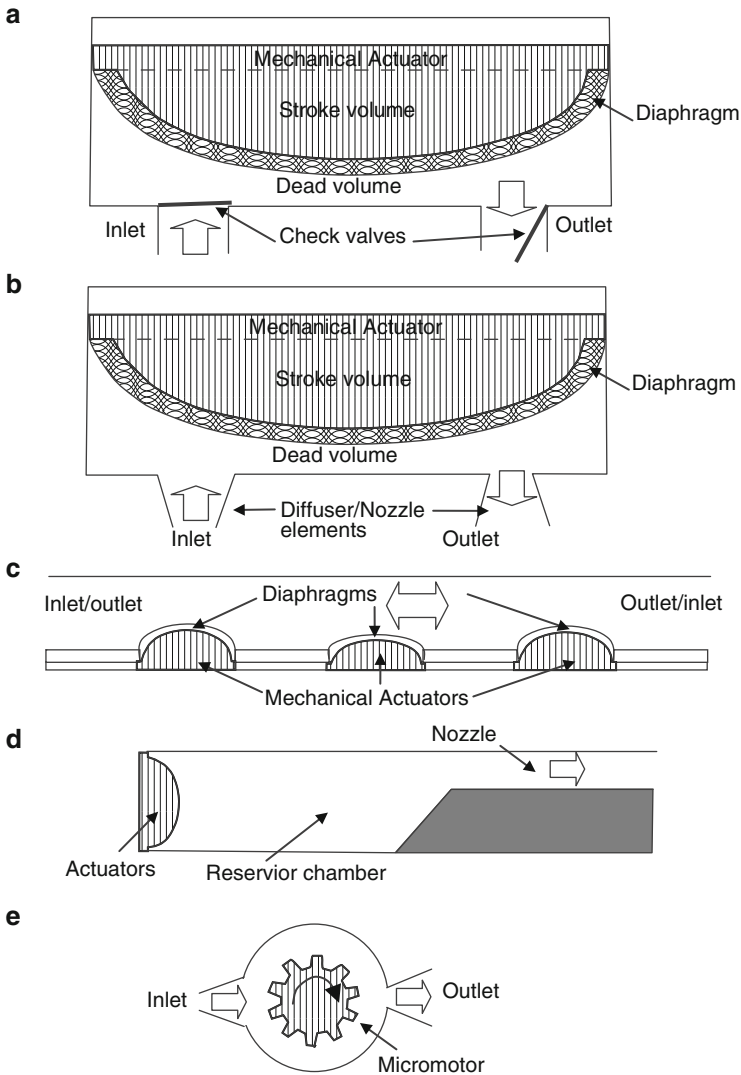 a
Mechanical Actuator
Stroke volume
Diaphragm
Dead volume
Inlet
Check valves
Outlet
b
Mechanical Actuator
Stroke volume
Diaphragm
Dead volume
Diffuser/Nozzle
elements
Inlet
Outlet
c
Inlet/outlet
Diaphragms
Outlet/inlet
Mechanical Actuators
d
Nozzle
Actuators
Reservior chamber
e
Inlet
Outlet
Micromotor